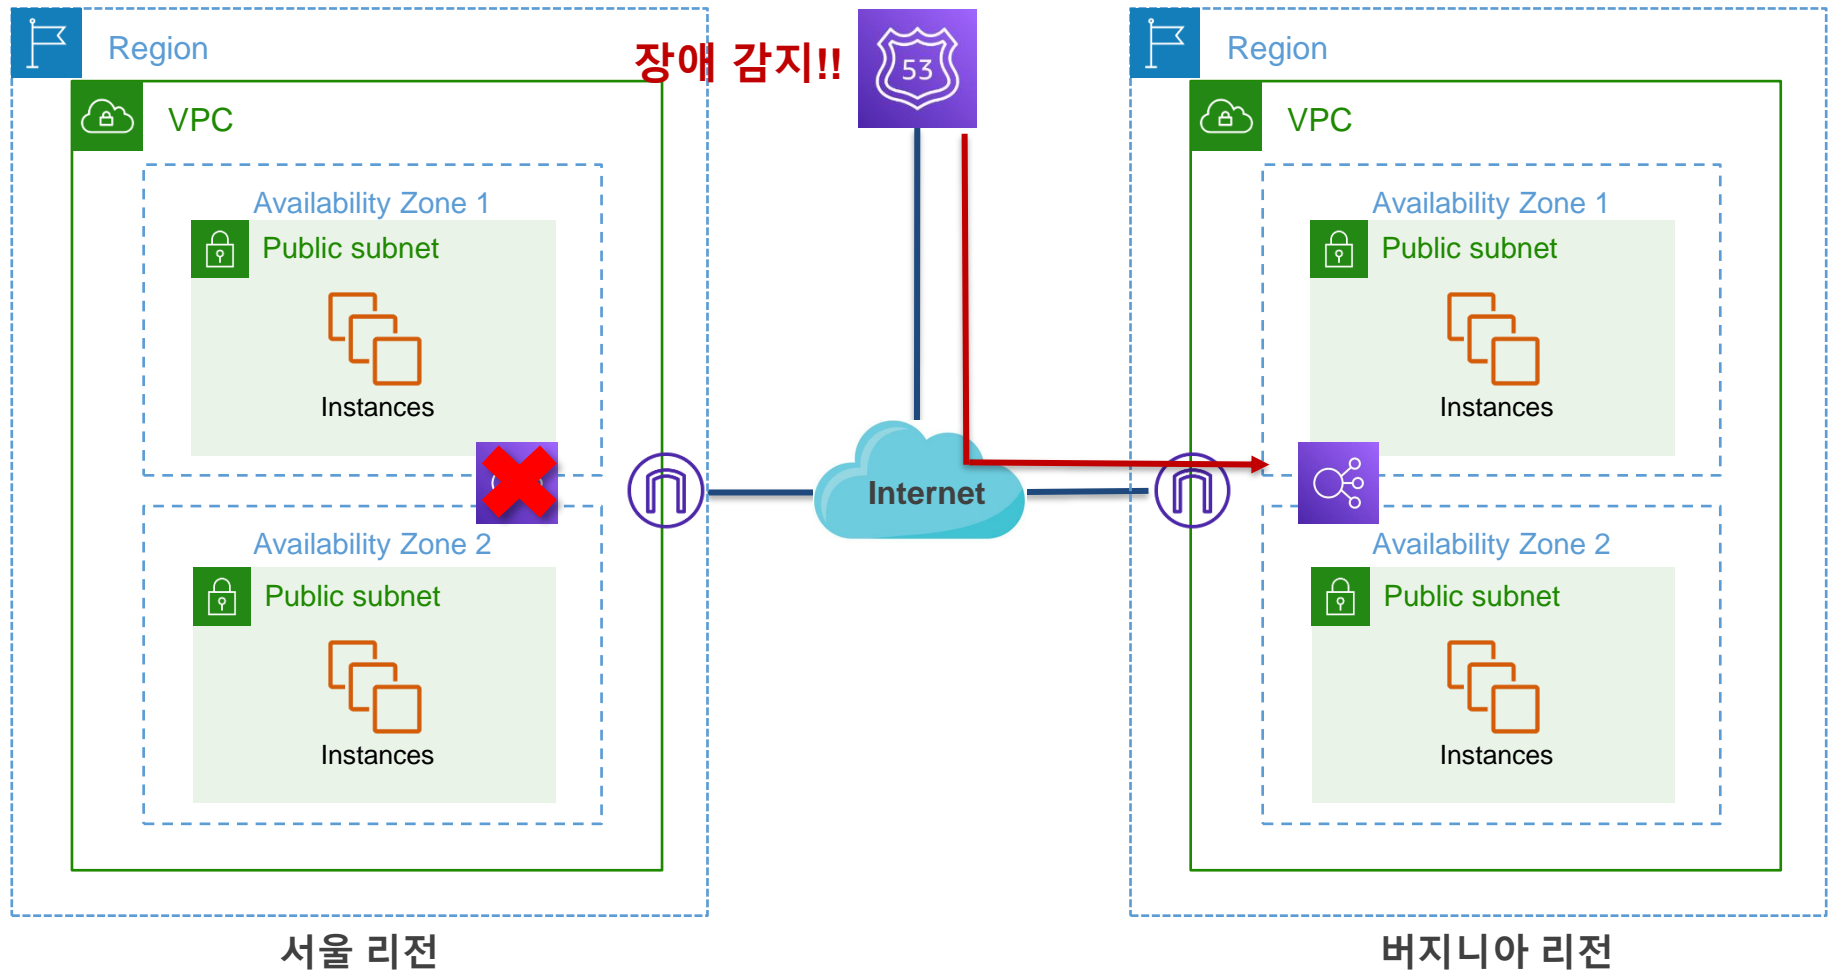 Region
장애 감지!!
53
Region
VPC
VPC
Availability Zone 1
Public subnet
Instances
Availability Zone 1
Public subnet
Instances
Internet
Availability Zone 2
Public subnet
Instances
Availability Zone 2
Public subnet
Instances
서울 리전
버지니아 리전